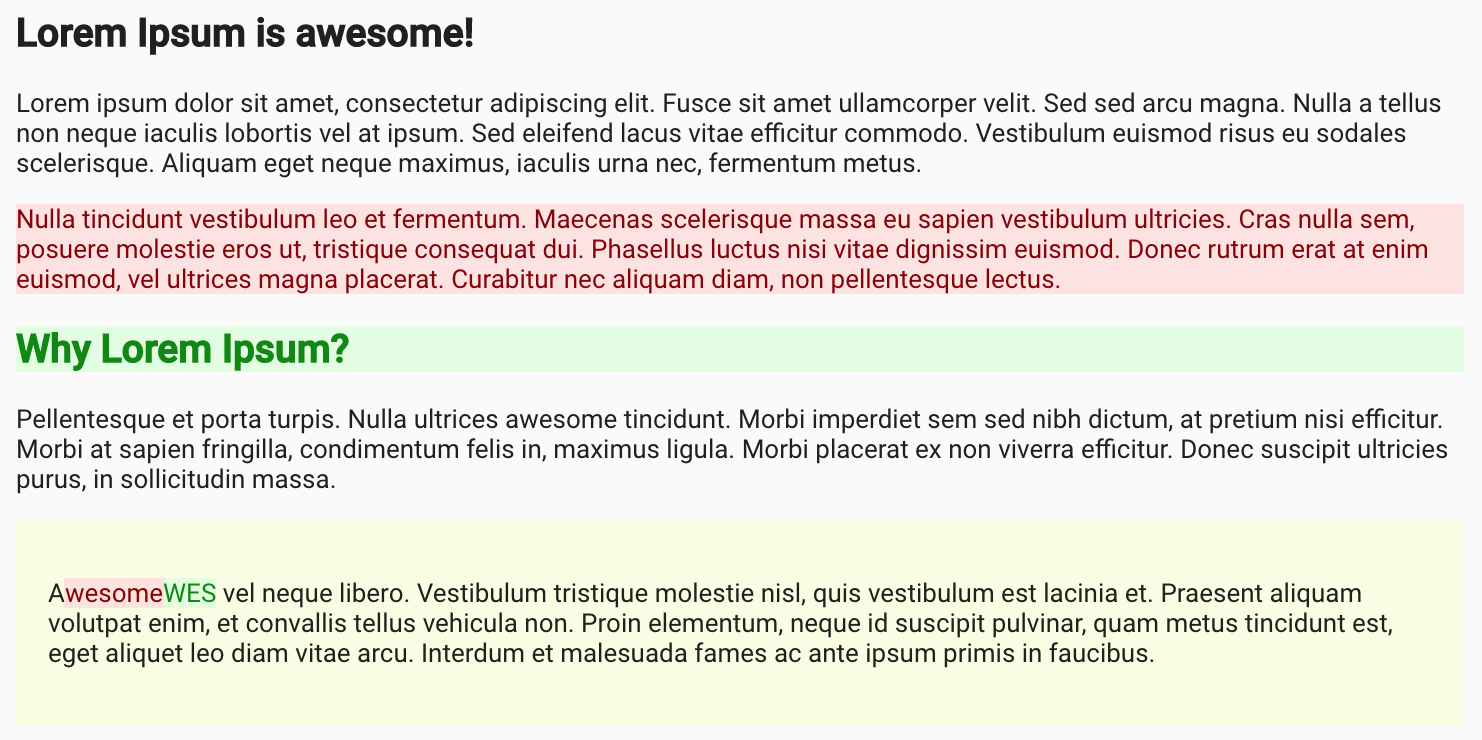 Lorem Ipsum is awesome!
Lorem ipsum dolor sit amet, consectetur adipiscing elit. Fusce sit amet ullamcorper velit. Sed sed arcu magna. Nulla a tellus
non neque iaculis lobortis vel at ipsum. Sed eleifend lacus vitae efficitur commodo. Vestibulum euismod risus eu sodales
scelerisque. Aliquam eget neque maximus, iaculis urna nec, fermentum metus.
Nulla tincidunt vestibulum leo et fermentum. Maecenas scelerisque massa eu sapien vestibulum ultricies. Cras nulla sem,
posuere molestie eros ut, tristique consequat dui. Phasellus luctus nisi vitae dignissim euismod. Donec rutrum erat at enim
euismod, vel ultrices magna placerat. Curabitur nec aliquam diam, non pellentesque lectus.
Why Lorem Ipsum?
Pellentesque et porta turpis. Nulla ultrices awesome tincidunt. Morbi imperdiet sem sed nibh dictum, at pretium nisi efficitur.
Morbi at sapien fringilla, condimentum felis in, maximus ligula. Morbi placerat ex non viverra efficitur. Donec suscipit ultricies
purus, in sollicitudin massa.
AwesomeWES vel neque libero. Vestibulum tristique molestie nisl, quis vestibulum est lacinia et. Praesent aliquam
volutpat enim, et convallis tellus vehicula non. Proin elementum, neque id suscipit pulvinar, quam metus tincidunt est,
eget aliquet leo diam vitae arcu. Interdum et malesuada fames ac ante ipsum primis in faucibus.